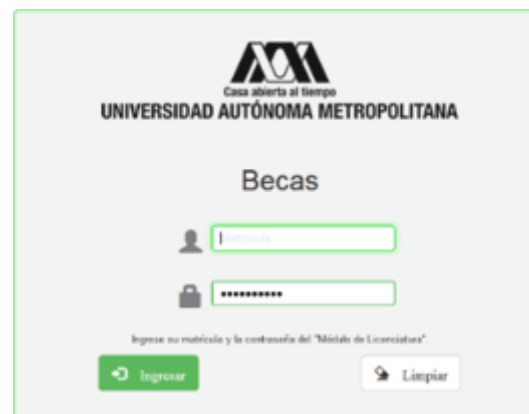 Casa abierta al tiempo
UNIVERSIDAD AUTÓNOMA METROPOLITANA
Becas
Matrícula
••••••••••
Ingrese su matrícula y la contraseña del "Módulo de Licenciatura".
Ingresar
Limpiar